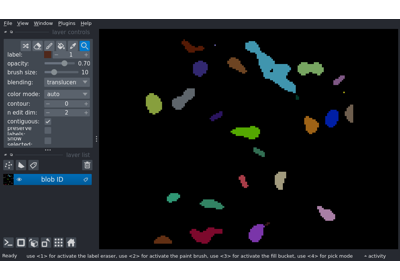 File View Window Plugins Help
layer controls
label: 1
opacity: 0.70
brush size: 10
blending: translucen
color mode: auto
contour: 0
n edit dim: 2
contiguous:
preserve labels:
show selected:
layer list
blob ID
Ready use <1> for activate the label eraser, use <2> for activate the paint brush, use <3> for activate the fill bucket, use <4> for pick mode activity